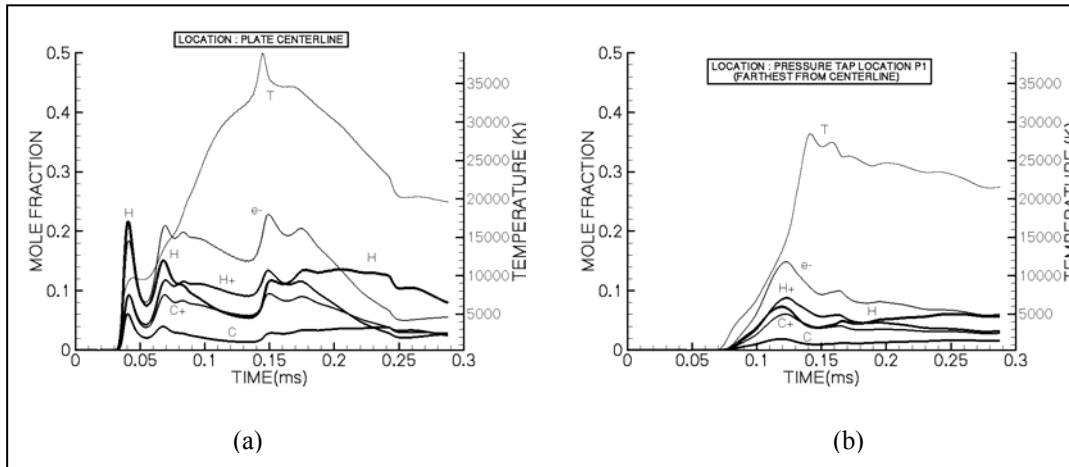 LOCATION : PLATE CENTERLINE
MOLE FRACTION
0.5
0.4
0.3
0.2
0.1
0
0
0.05
0.1
0.15
0.2
0.25
0.3
TIME(ms)
35000
30000
25000
20000
15000
10000
5000
TEMPERATURE (K)
T
H
e-
H
H+
H
C+
C
(a)
LOCATION : PRESSURE TAP LOCATION P1
(FARTHEST FROM CENTERLINE)
MOLE FRACTION
0.5
0.4
0.3
0.2
0.1
0
0
0.05
0.1
0.15
0.2
0.25
0.3
TIME(ms)
35000
30000
25000
20000
15000
10000
5000
TEMPERATURE (K)
T
e-
H+
H
C+
C
(b)